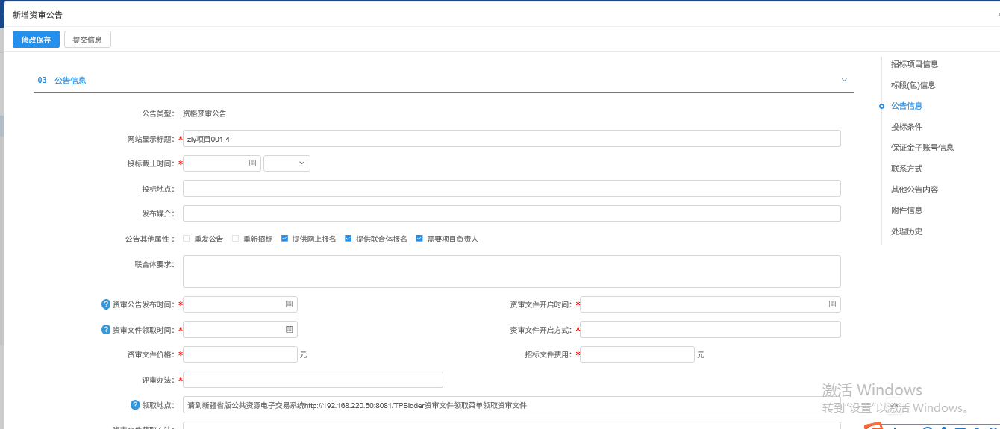 新增资审公告
修改保存 提交信息
03 公告信息
公告类型： 资格预审公告
网站显示标题：* zly项目001-4
投标截止时间：*
投标地点：
发布媒介：
公告其他属性： 重发公告 重新招标 提供网上报名 提供联合体报名 需要项目负责人
联合体要求：
? 资审公告发布时间：* 资审文件开启时间：*
? 资审文件领取时间：* 资审文件开启方式：*
资审文件价格：* 元 招标文件费用：* 元
评审办法：*
? 领取地点： 请到新疆省版公共资源电子交易系统http://192.168.220.60:8081/TPBidder资审文件领取菜单领取资审文件
资审文件获取方法：
招标项目信息
标段(包)信息
公告信息
投标条件
保证金子账号信息
联系方式
其他公告内容
附件信息
处理历史
激活 Windows
转到"设置"以激活 Windows。